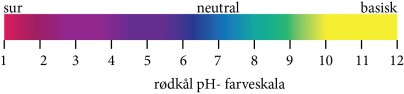 sur neutral basisk
1 2 3 4 5 6 7 8 9 10 11 12
rødkål pH- farveskala